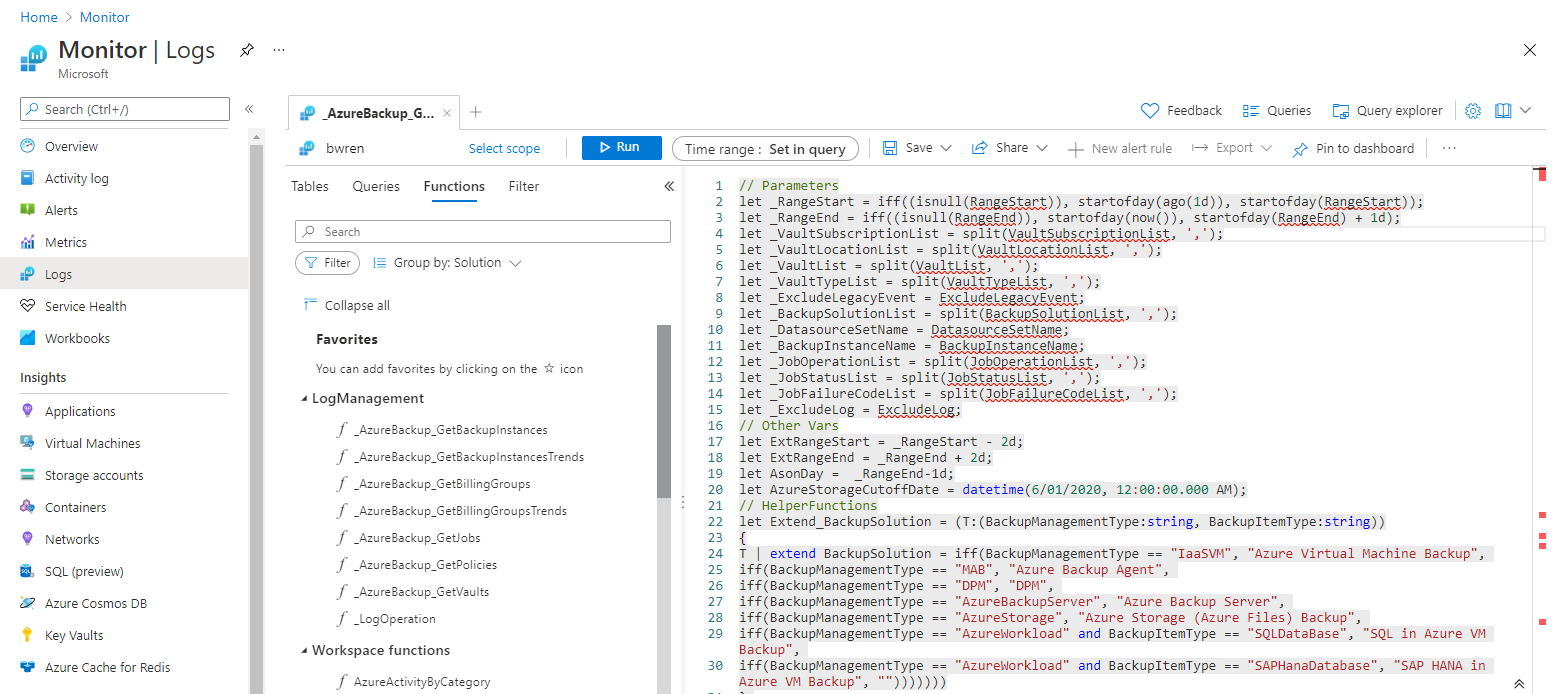 Home > Monitor
Monitor | Logs
Microsoft
Search (Ctrl+/)
Overview
Activity log
Alerts
Metrics
Logs
Service Health
Workbooks
Insights
Applications
Virtual Machines
Storage accounts
Containers
Networks
SQL (preview)
Azure Cosmos DB
Key Vaults
Azure Cache for Redis
_AzureBackup_G...
Feedback
Queries
Query explorer
bwren
Select scope
Run
Time range : Set in query
Save
Share
New alert rule
Export
Pin to dashboard
Tables
Queries
Functions
Filter
Search
Filter
Group by: Solution
Collapse all
Favorites
You can add favorites by clicking on the ☆ icon
LogManagement
_AzureBackup_GetBackupInstances
_AzureBackup_GetBackupInstancesTrends
_AzureBackup_GetBillingGroups
_AzureBackup_GetBillingGroupsTrends
_AzureBackup_GetJobs
_AzureBackup_GetPolicies
_AzureBackup_GetVaults
_LogOperation
Workspace functions
AzureActivityByCategory
1 // Parameters
2 let _RangeStart = iff((isnull(RangeStart)), startofday(ago(1d)), startofday(RangeStart));
3 let _RangeEnd = iff((isnull(RangeEnd)), startofday(now()), startofday(RangeEnd) + 1d);
4 let _VaultSubscriptionList = split(VaultSubscriptionList, ',');
5 let _VaultLocationList = split(VaultLocationList, ',');
6 let _VaultList = split(VaultList, ',');
7 let _VaultTypeList = split(VaultTypeList, ',');
8 let _ExcludeLegacyEvent = ExcludeLegacyEvent;
9 let _BackupSolutionList = split(BackupSolutionList, ',');
10 let _DatasourceSetName = DatasourceSetName;
11 let _BackupInstanceName = BackupInstanceName;
12 let _JobOperationList = split(JobOperationList, ',');
13 let _JobStatusList = split(JobStatusList, ',');
14 let _JobFailureCodeList = split(JobFailureCodeList, ',');
15 let _ExcludeLog = ExcludeLog;
16 // Other Vars
17 let ExtRangeStart = _RangeStart - 2d;
18 let ExtRangeEnd = _RangeEnd + 2d;
19 let AsonDay =  _RangeEnd-1d;
20 let AzureStorageCutoffDate = datetime(6/01/2020, 12:00:00.000 AM);
21 // HelperFunctions
22 let Extend_BackupSolution = (T:(BackupManagementType:string, BackupItemType:string))
23 {
24 T | extend BackupSolution = iff(BackupManagementType == "IaaSVM", "Azure Virtual Machine Backup",
25 iff(BackupManagementType == "MAB", "Azure Backup Agent",
26 iff(BackupManagementType == "DPM", "DPM",
27 iff(BackupManagementType == "AzureBackupServer", "Azure Backup Server",
28 iff(BackupManagementType == "AzureStorage", "Azure Storage (Azure Files) Backup",
29 iff(BackupManagementType == "AzureWorkload" and BackupItemType == "SQLDataBase", "SQL in Azure VM
Backup",
30 iff(BackupManagementType == "AzureWorkload" and BackupItemType == "SAPHanaDatabase", "SAP HANA in
Azure VM Backup", "")))))))